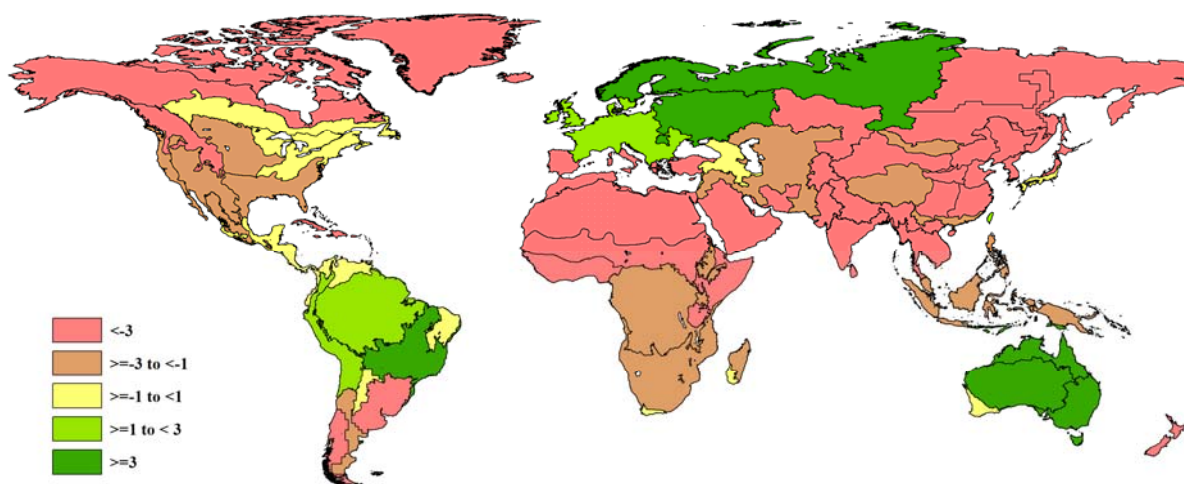 <-3
>=-3 to <-1
>=-1 to <1
>=1 to < 3
>=3